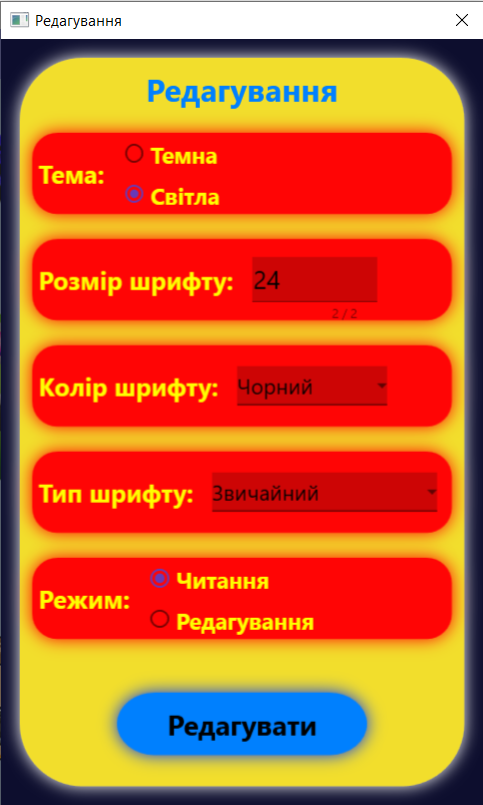 Редагування
Редагування
Тема:
Темна
Світла
Розмір шрифту: 24
2 / 2
Колір шрифту: Чорний
Тип шрифту: Звичайний
Режим:
Читання
Редагування
Редагувати